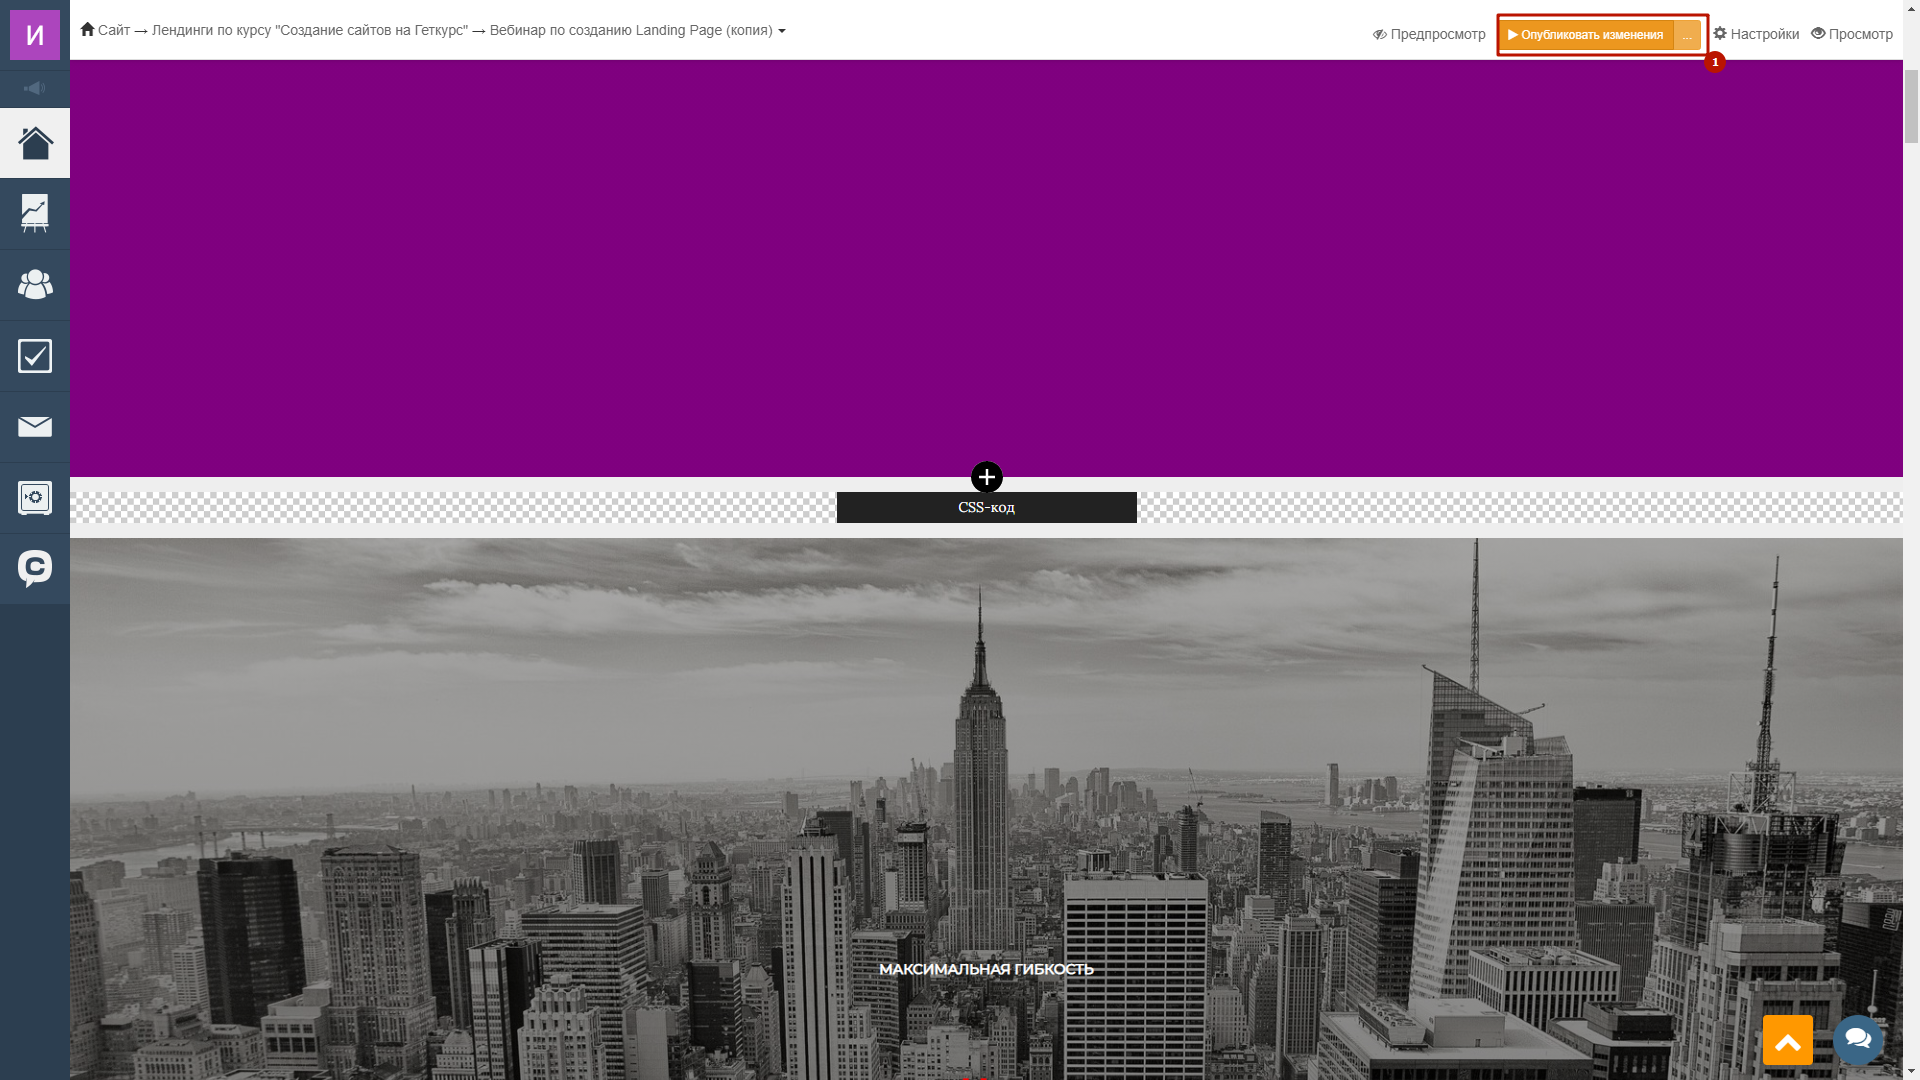 И
Сайт → Лендинги по курсу "Создание сайтов на Геткурс" → Вебинар по созданию Landing Page (копия)
Предпросмотр
Опубликовать изменения
...
Настройки
Просмотр
1
CSS-код
МАКСИМАЛЬНАЯ ГИБКОСТЬ